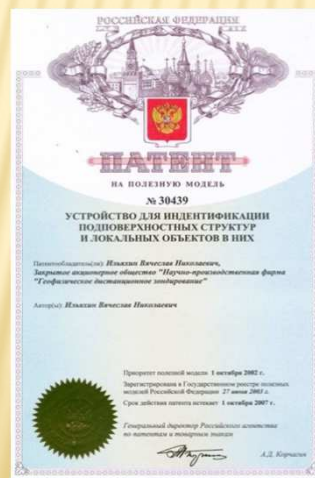 РОССИЙСКАЯ ФЕДЕРАЦИЯ
ПАТЕНТ
НА ПОЛЕЗНУЮ МОДЕЛЬ
№ 30439
УСТРОЙСТВО ДЛЯ ИНДЕНТИФИКАЦИИ
ПОДПОВЕРХНОСТНЫХ СТРУКТУР
И ЛОКАЛЬНЫХ ОБЪЕКТОВ В НИХ
Патентообладатель(ли): Ильяхин Вячеслав Николаевич,
Закрытое акционерное общество "Научно-производственная фирма
"Геофизическое дистанционное зондирование"
Автор(ы): Ильяхин Вячеслав Николаевич
Приоритет полезной модели 1 октября 2002 г.
Зарегистрирована в Государственном реестре полезных
моделей Российской Федерации 27 июня 2003 г.
Срок действия патента истекает 1 октября 2007 г.
Генеральный директор Российского агентства
по патентам и товарным знакам
А.Д. Корчагин